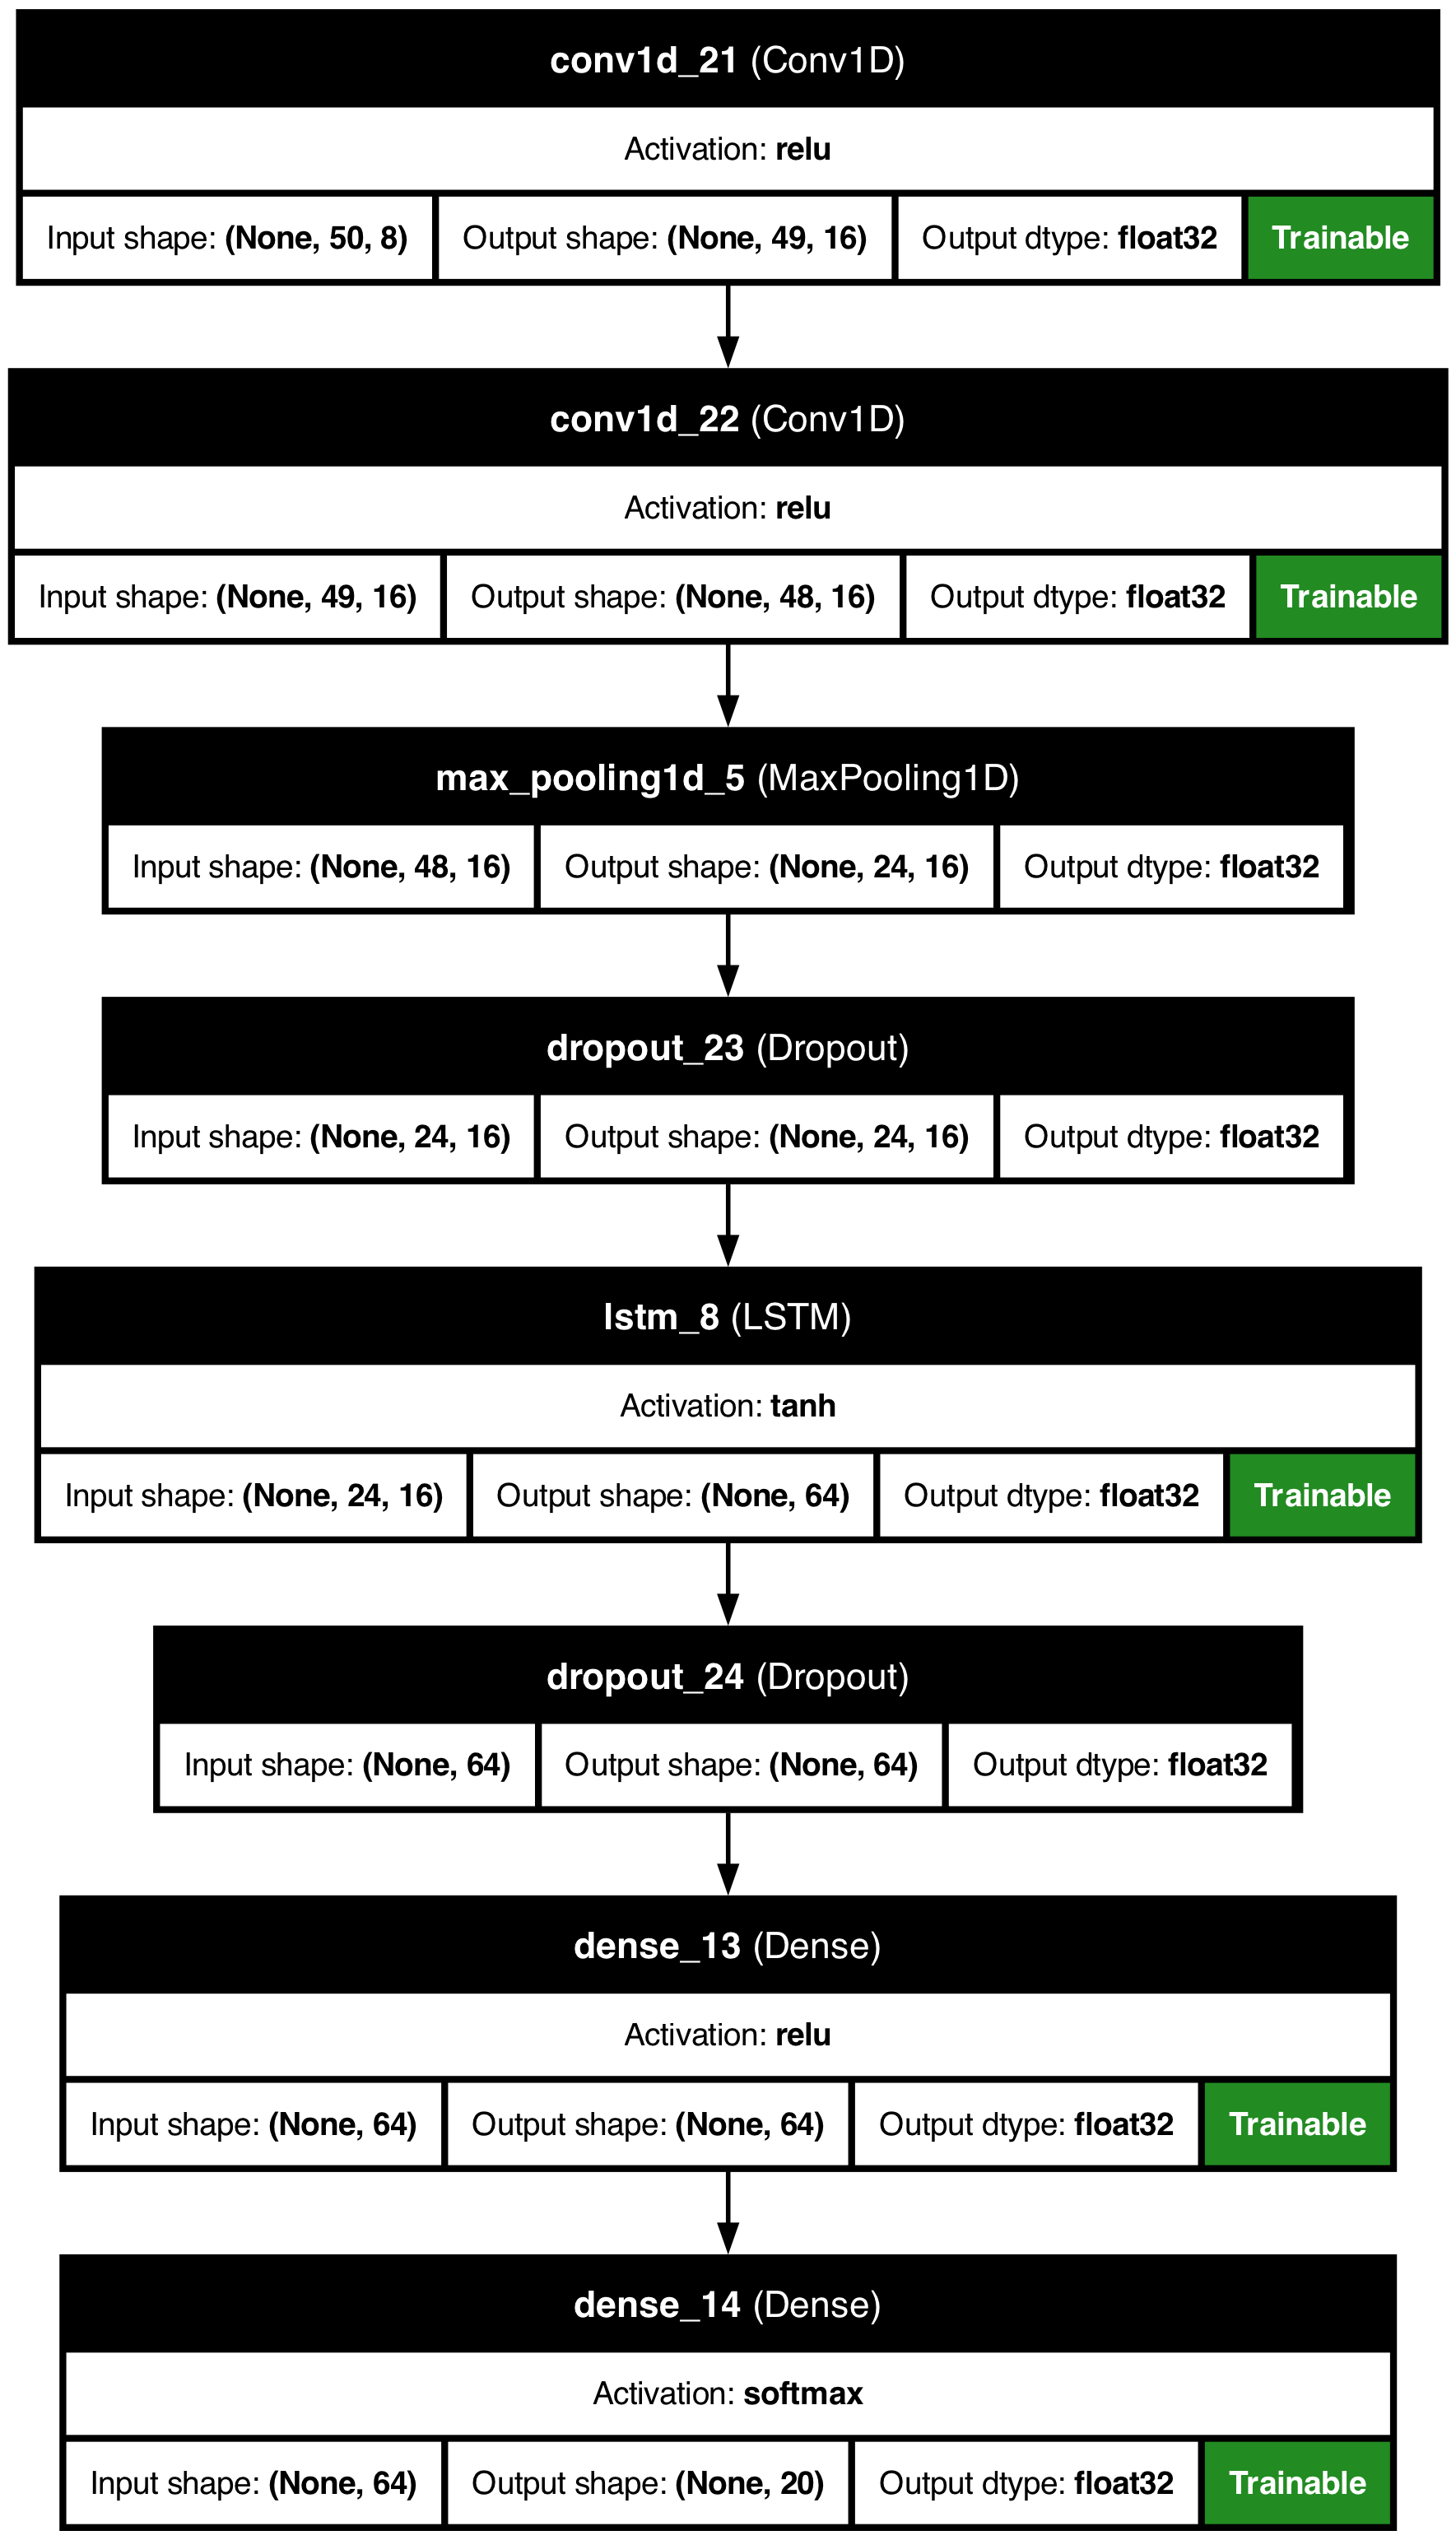 conv1d_21 (Conv1D)
Activation: relu
Input shape: (None, 50, 8) Output shape: (None, 49, 16) Output dtype: float32 Trainable
conv1d_22 (Conv1D)
Activation: relu
Input shape: (None, 49, 16) Output shape: (None, 48, 16) Output dtype: float32 Trainable
max_pooling1d_5 (MaxPooling1D)
Input shape: (None, 48, 16) Output shape: (None, 24, 16) Output dtype: float32
dropout_23 (Dropout)
Input shape: (None, 24, 16) Output shape: (None, 24, 16) Output dtype: float32
lstm_8 (LSTM)
Activation: tanh
Input shape: (None, 24, 16) Output shape: (None, 64) Output dtype: float32 Trainable
dropout_24 (Dropout)
Input shape: (None, 64) Output shape: (None, 64) Output dtype: float32
dense_13 (Dense)
Activation: relu
Input shape: (None, 64) Output shape: (None, 64) Output dtype: float32 Trainable
dense_14 (Dense)
Activation: softmax
Input shape: (None, 64) Output shape: (None, 20) Output dtype: float32 Trainable